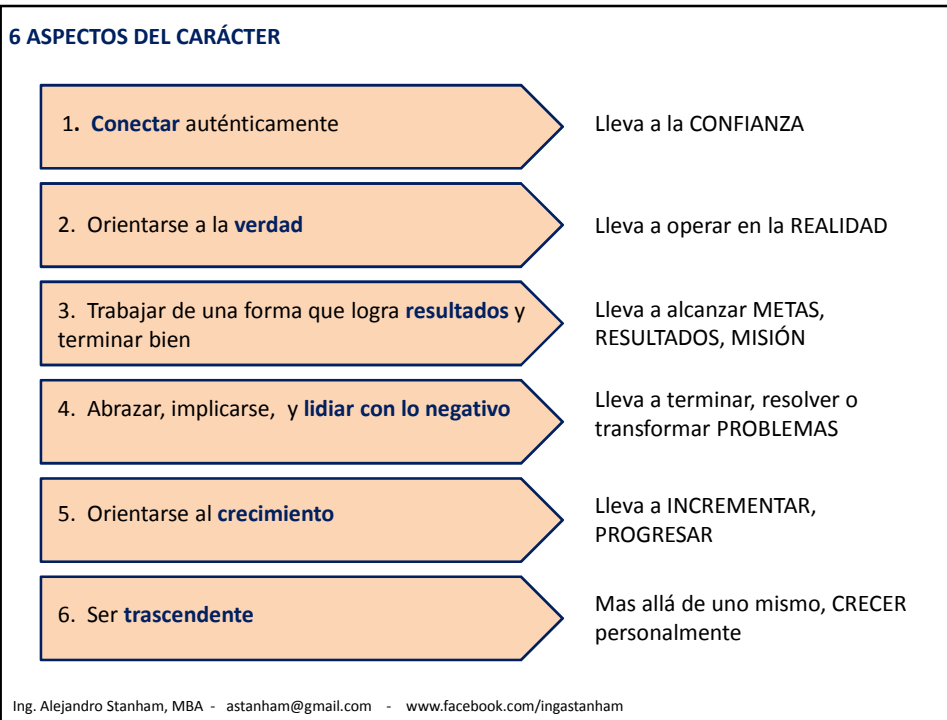 6 ASPECTOS DEL CARÁCTER
1. Conectar auténticamente
Lleva a la CONFIANZA
2. Orientarse a la verdad
Lleva a operar en la REALIDAD
3. Trabajar de una forma que logra resultados y
terminar bien
Lleva a alcanzar METAS,
RESULTADOS, MISIÓN
4. Abrazar, implicarse, y lidiar con lo negativo
Lleva a terminar, resolver o
transformar PROBLEMAS
5. Orientarse al crecimiento
Lleva a INCREMENTAR,
PROGRESAR
6. Ser trascendente
Mas allá de uno mismo, CRECER
personalmente
Ing. Alejandro Stanham, MBA - astanham@gmail.com - www.facebook.com/ingastanham